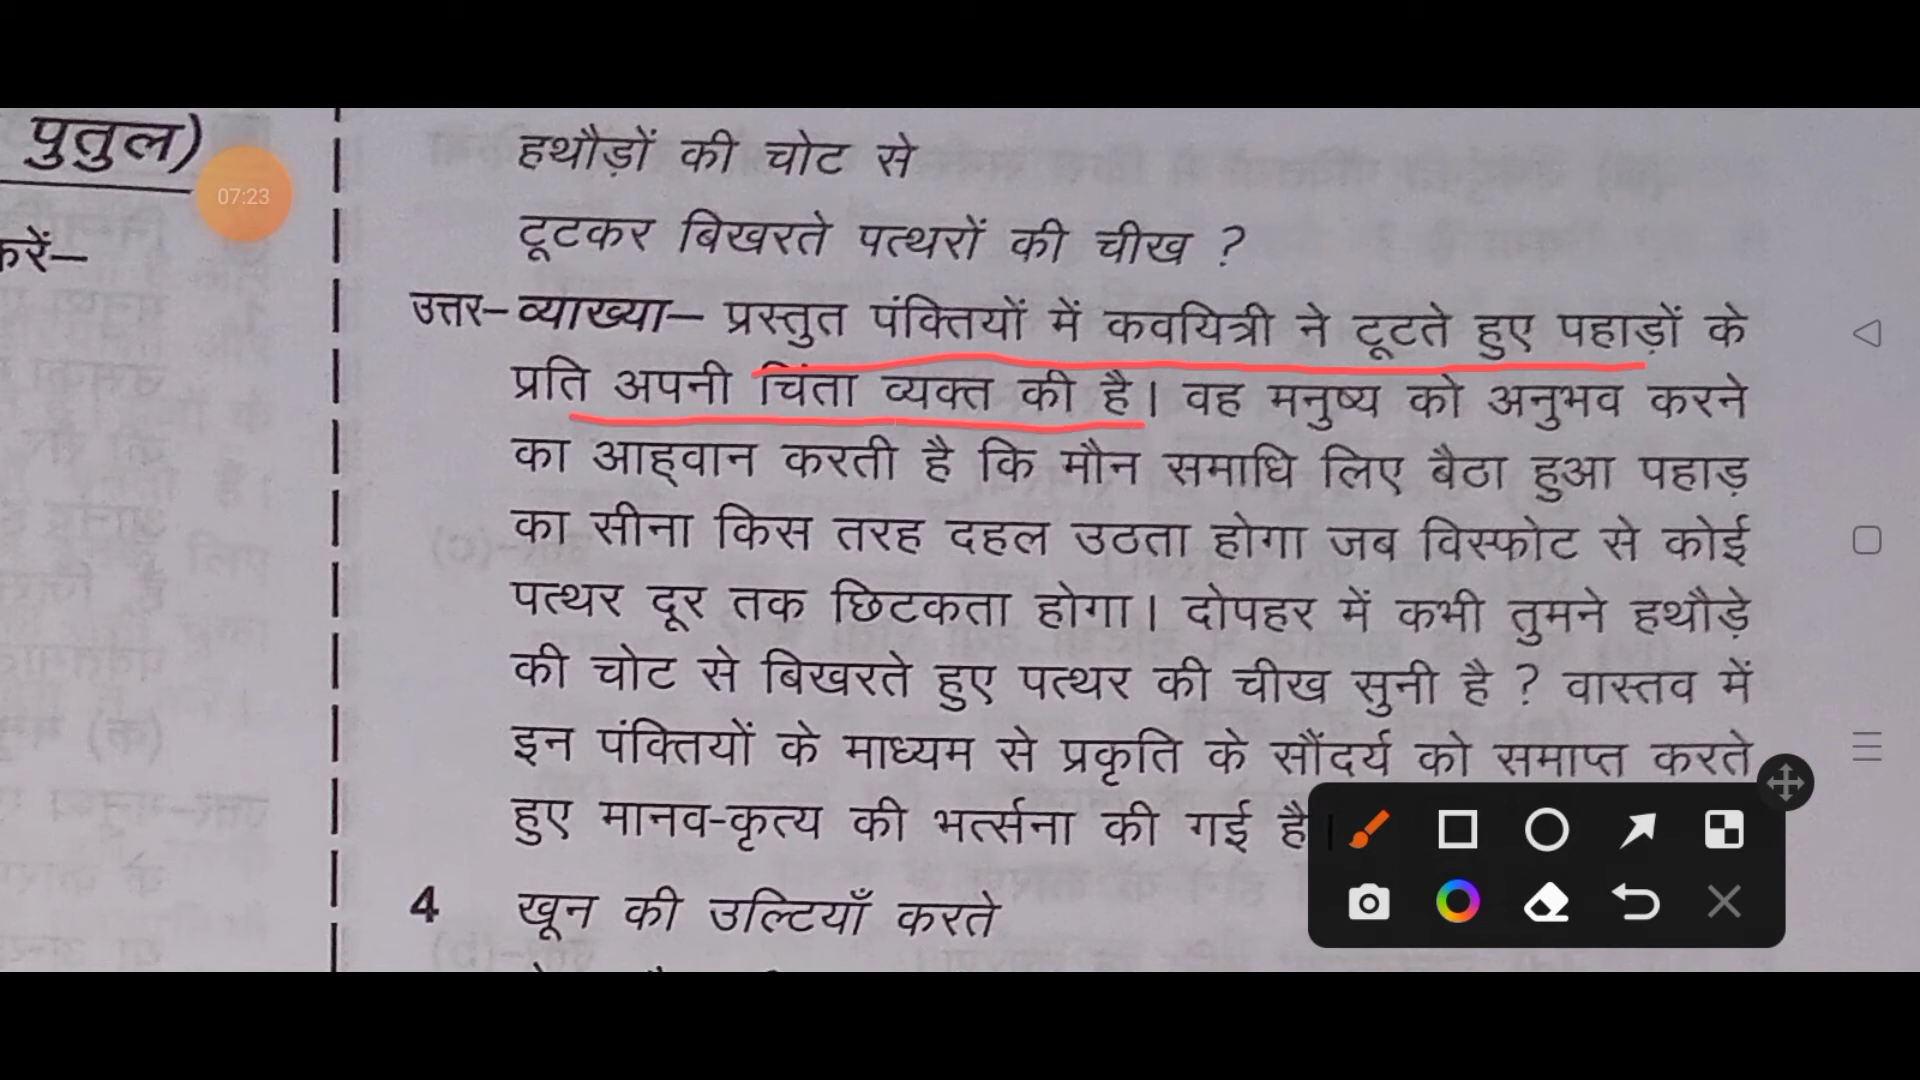 पुतुल)
07:23
करें–
हथौड़ों की चोट से
टूटकर बिखरते पत्थरों की चीख ?
उत्तर–व्याख्या– प्रस्तुत पंक्तियों में कवयित्री ने टूटते हुए पहाड़ों के
प्रति अपनी चिंता व्यक्त की है। वह मनुष्य को अनुभव करने
का आह्वान करती है कि मौन समाधि लिए बैठा हुआ पहाड़
का सीना किस तरह दहल उठता होगा जब विस्फोट से कोई
पत्थर दूर तक छिटकता होगा। दोपहर में कभी तुमने हथौड़े
की चोट से बिखरते हुए पत्थर की चीख सुनी है ? वास्तव में
इन पंक्तियों के माध्यम से प्रकृति के सौंदर्य को समाप्त करते
हुए मानव-कृत्य की भर्त्सना की गई है।
4 खून की उल्टियाँ करते